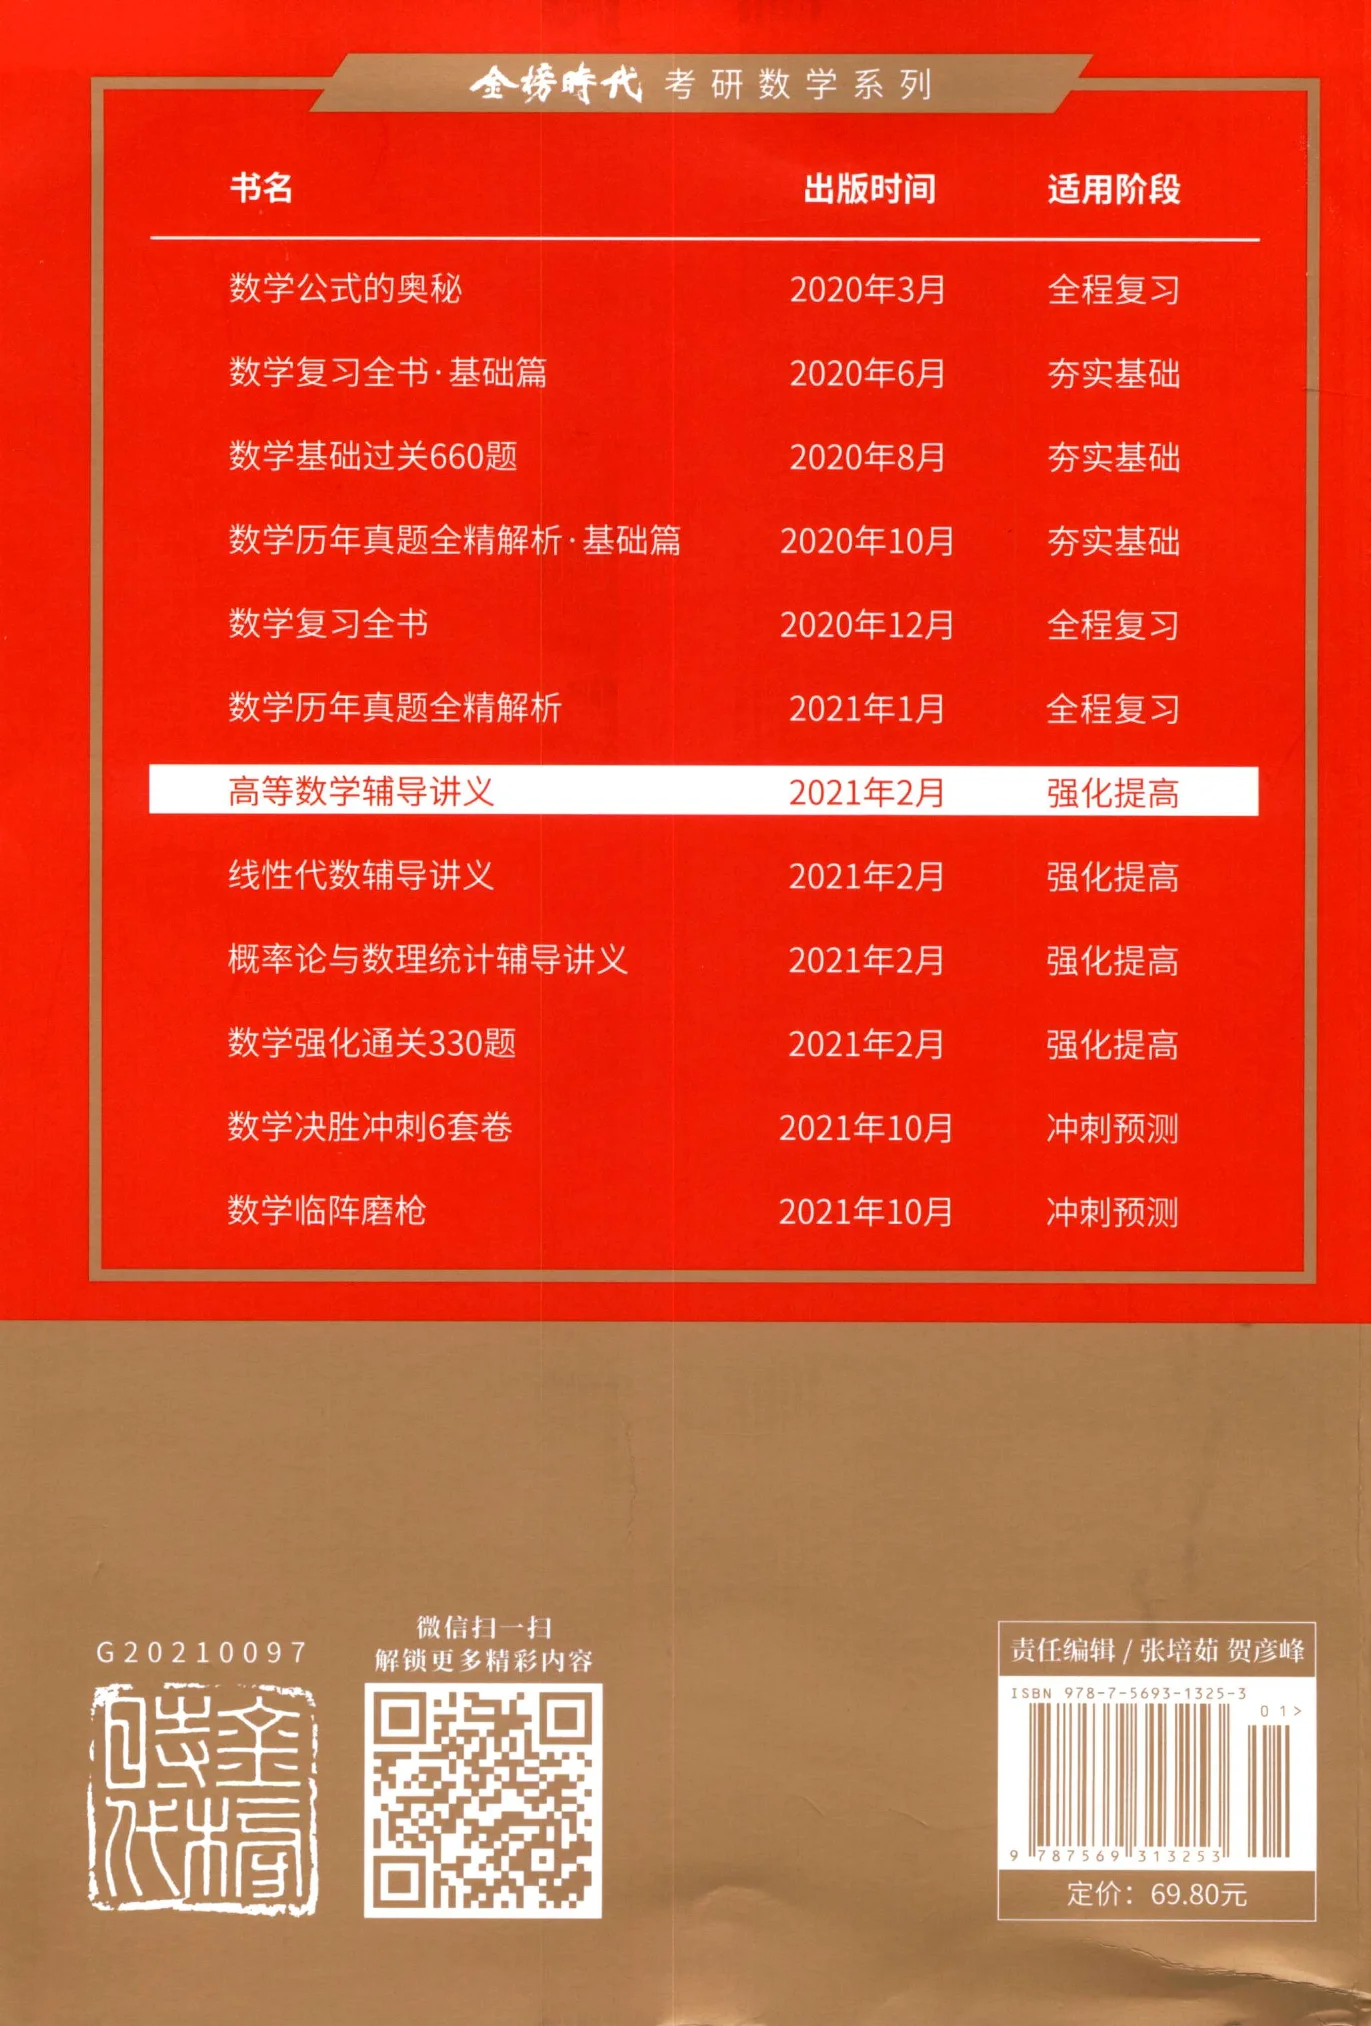 金榜時代 考研数学系列
书名 出版时间 适用阶段
数学公式的奥秘 2020年3月 全程复习
数学复习全书·基础篇 2020年6月 夯实基础
数学基础过关660题 2020年8月 夯实基础
数学历年真题全精解析·基础篇 2020年10月 夯实基础
数学复习全书 2020年12月 全程复习
数学历年真题全精解析 2021年1月 全程复习
高等数学辅导讲义 2021年2月 强化提高
线性代数辅导讲义 2021年2月 强化提高
概率论与数理统计辅导讲义 2021年2月 强化提高
数学强化通关330题 2021年2月 强化提高
数学决胜冲刺6套卷 2021年10月 冲刺预测
数学临阵磨枪 2021年10月 冲刺预测
G20210097
金榜時代
微信扫一扫
解锁更多精彩内容
责任编辑 / 张培茹 贺彦峰
ISBN 978-7-5693-1325-3
01>
9 787569 313253
定价：69.80元